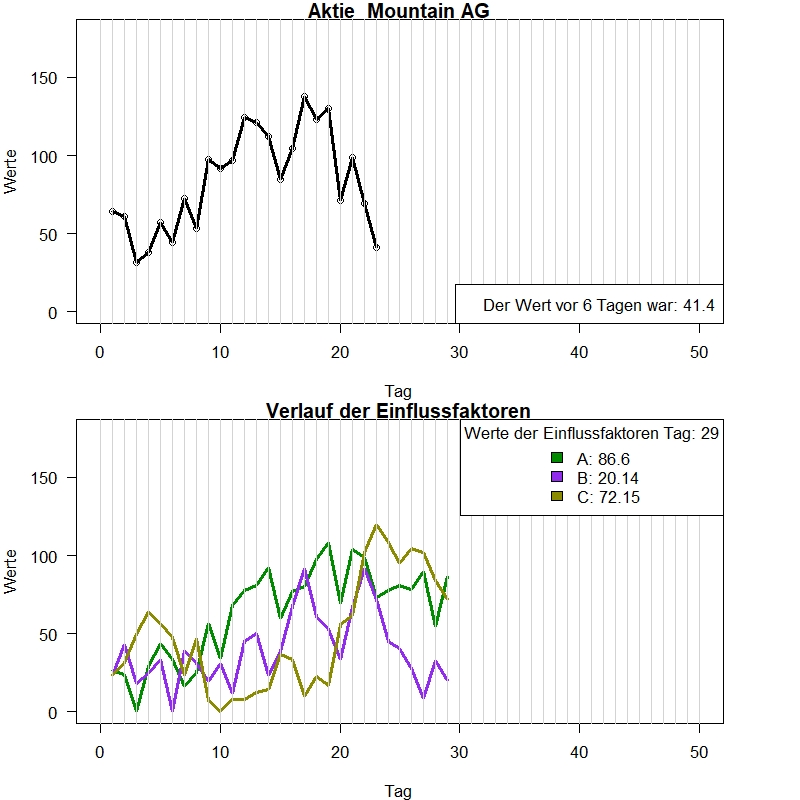 Aktie  Mountain AG
Werte
150
100
50
0
Der Wert vor 6 Tagen war: 41.4
0 10 20 30 40 50
Tag
Verlauf der Einflussfaktoren
Werte
150
100
50
0
Werte der Einflussfaktoren Tag: 29
A: 86.6
B: 20.14
C: 72.15
0 10 20 30 40 50
Tag